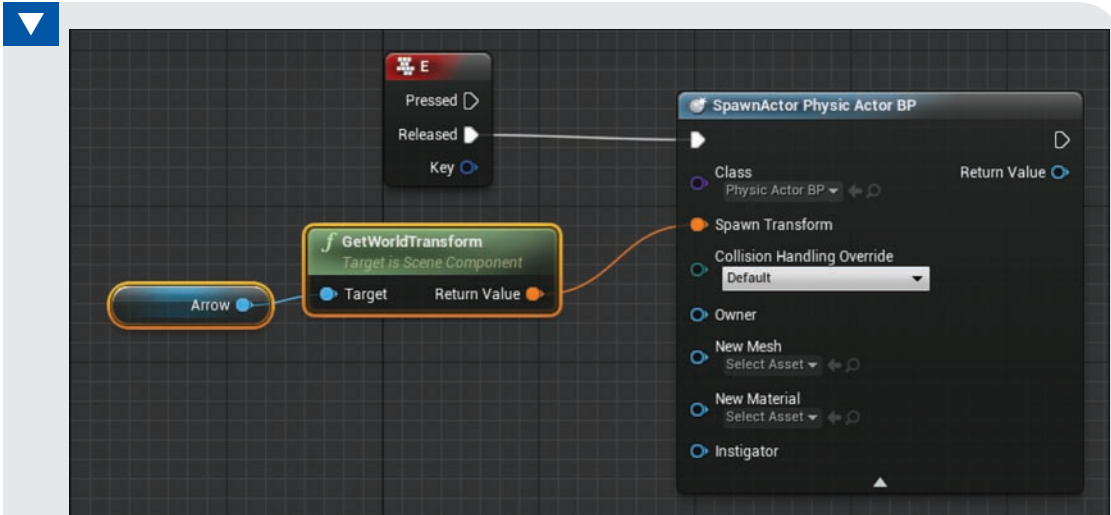 E
Pressed
Released
Key
SpawnActor Physic Actor BP
Class
Physic Actor BP
Return Value
Spawn Transform
Collision Handling Override
Default
Owner
New Mesh
Select Asset
New Material
Select Asset
Instigator
f GetWorldTransform
Target is Scene Component
Target Return Value
Arrow